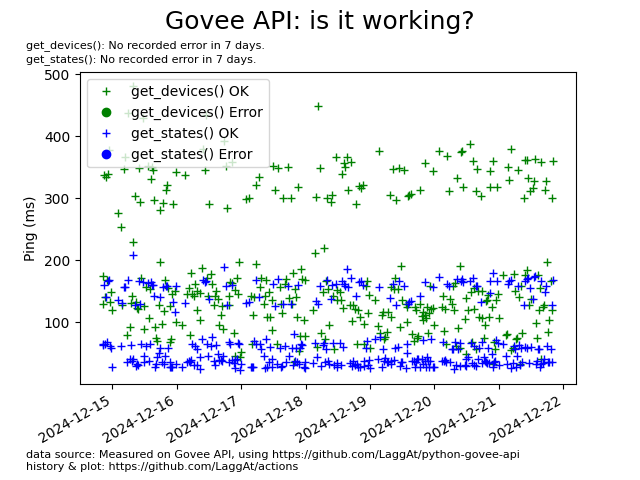 Govee API: is it working?
get_devices(): No recorded error in 7 days.
get_states(): No recorded error in 7 days.
get_devices() OK
get_devices() Error
get_states() OK
get_states() Error
Ping (ms)
500
400
300
200
100
2024-12-15
2024-12-16
2024-12-17
2024-12-18
2024-12-19
2024-12-20
2024-12-21
2024-12-22
data source: Measured on Govee API, using https://github.com/LaggAt/python-govee-api
history & plot: https://github.com/LaggAt/actions